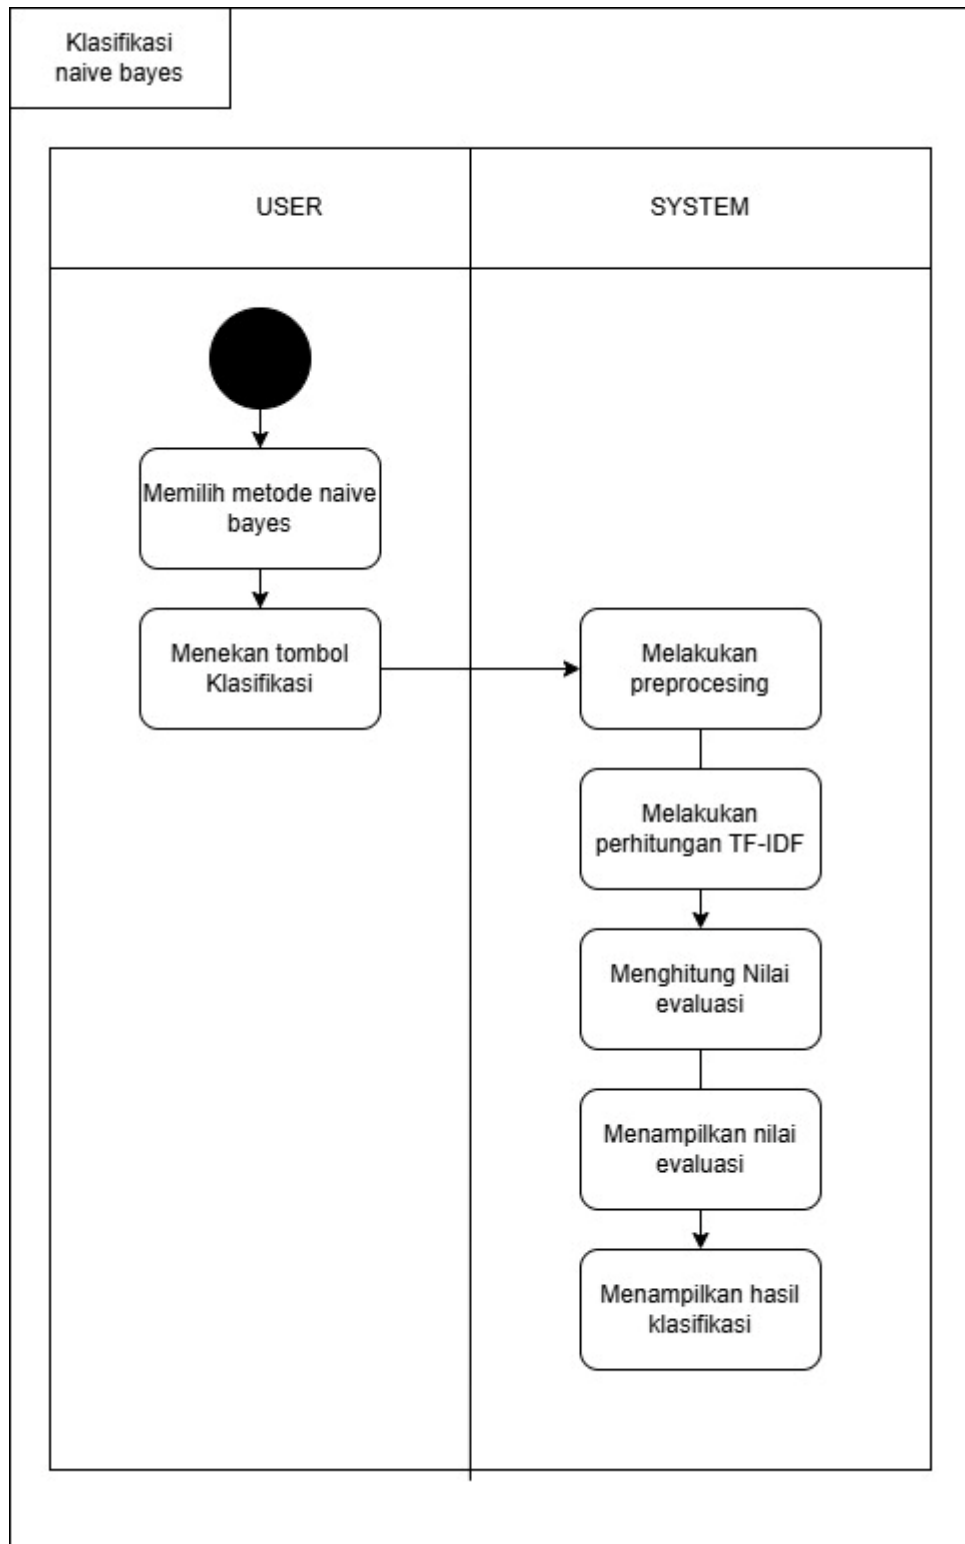 Klasifikasi
naive bayes
USER
SYSTEM
Memilih metode naive
bayes
Menekan tombol
Klasifikasi
Melakukan
preprocesing
Melakukan
perhitungan TF-IDF
Menghitung Nilai
evaluasi
Menampilkan nilai
evaluasi
Menampilkan hasil
klasifikasi